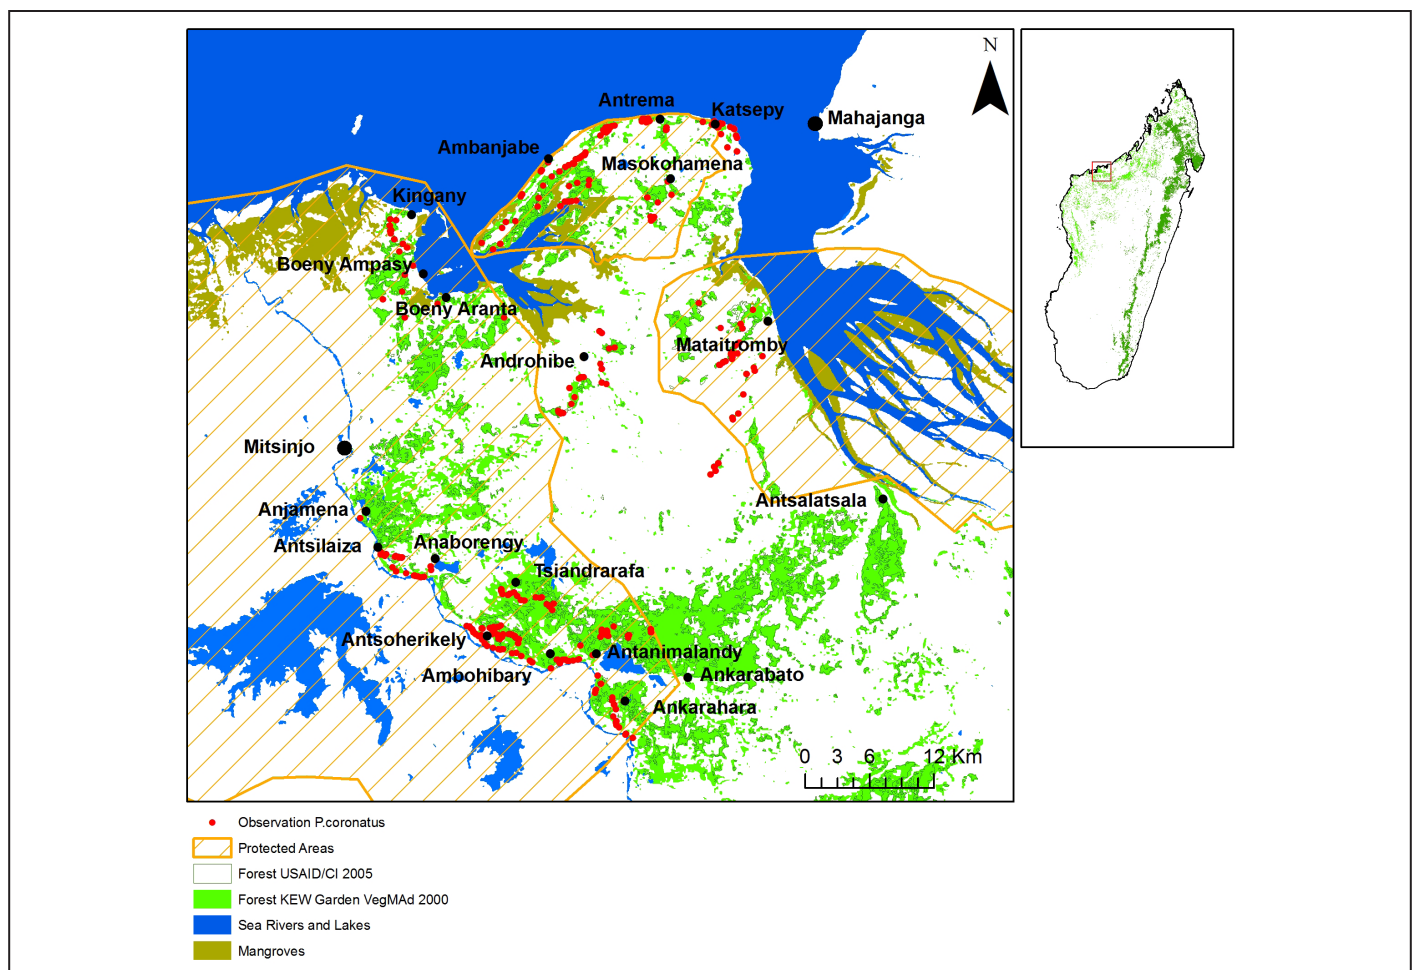 N
Antrema
Katsepy
Mahajanga
Ambanjabe
Masokohamena
Kingany
Boeny Ampasy
Boeny Aranta
Mataitromby
Androhibe
Mitsinjo
Antsalatsala
Anjamena
Antsilaiza
Anaborengy
Tsiandrarafa
Antsoherikely
Antanimalandy
Ambohibary
Ankarabato
Ankarahara
0 3 6 12 Km
Observation P.coronatus
Protected Areas
Forest USAID/CI 2005
Forest KEW Garden VegMAd 2000
Sea Rivers and Lakes
Mangroves